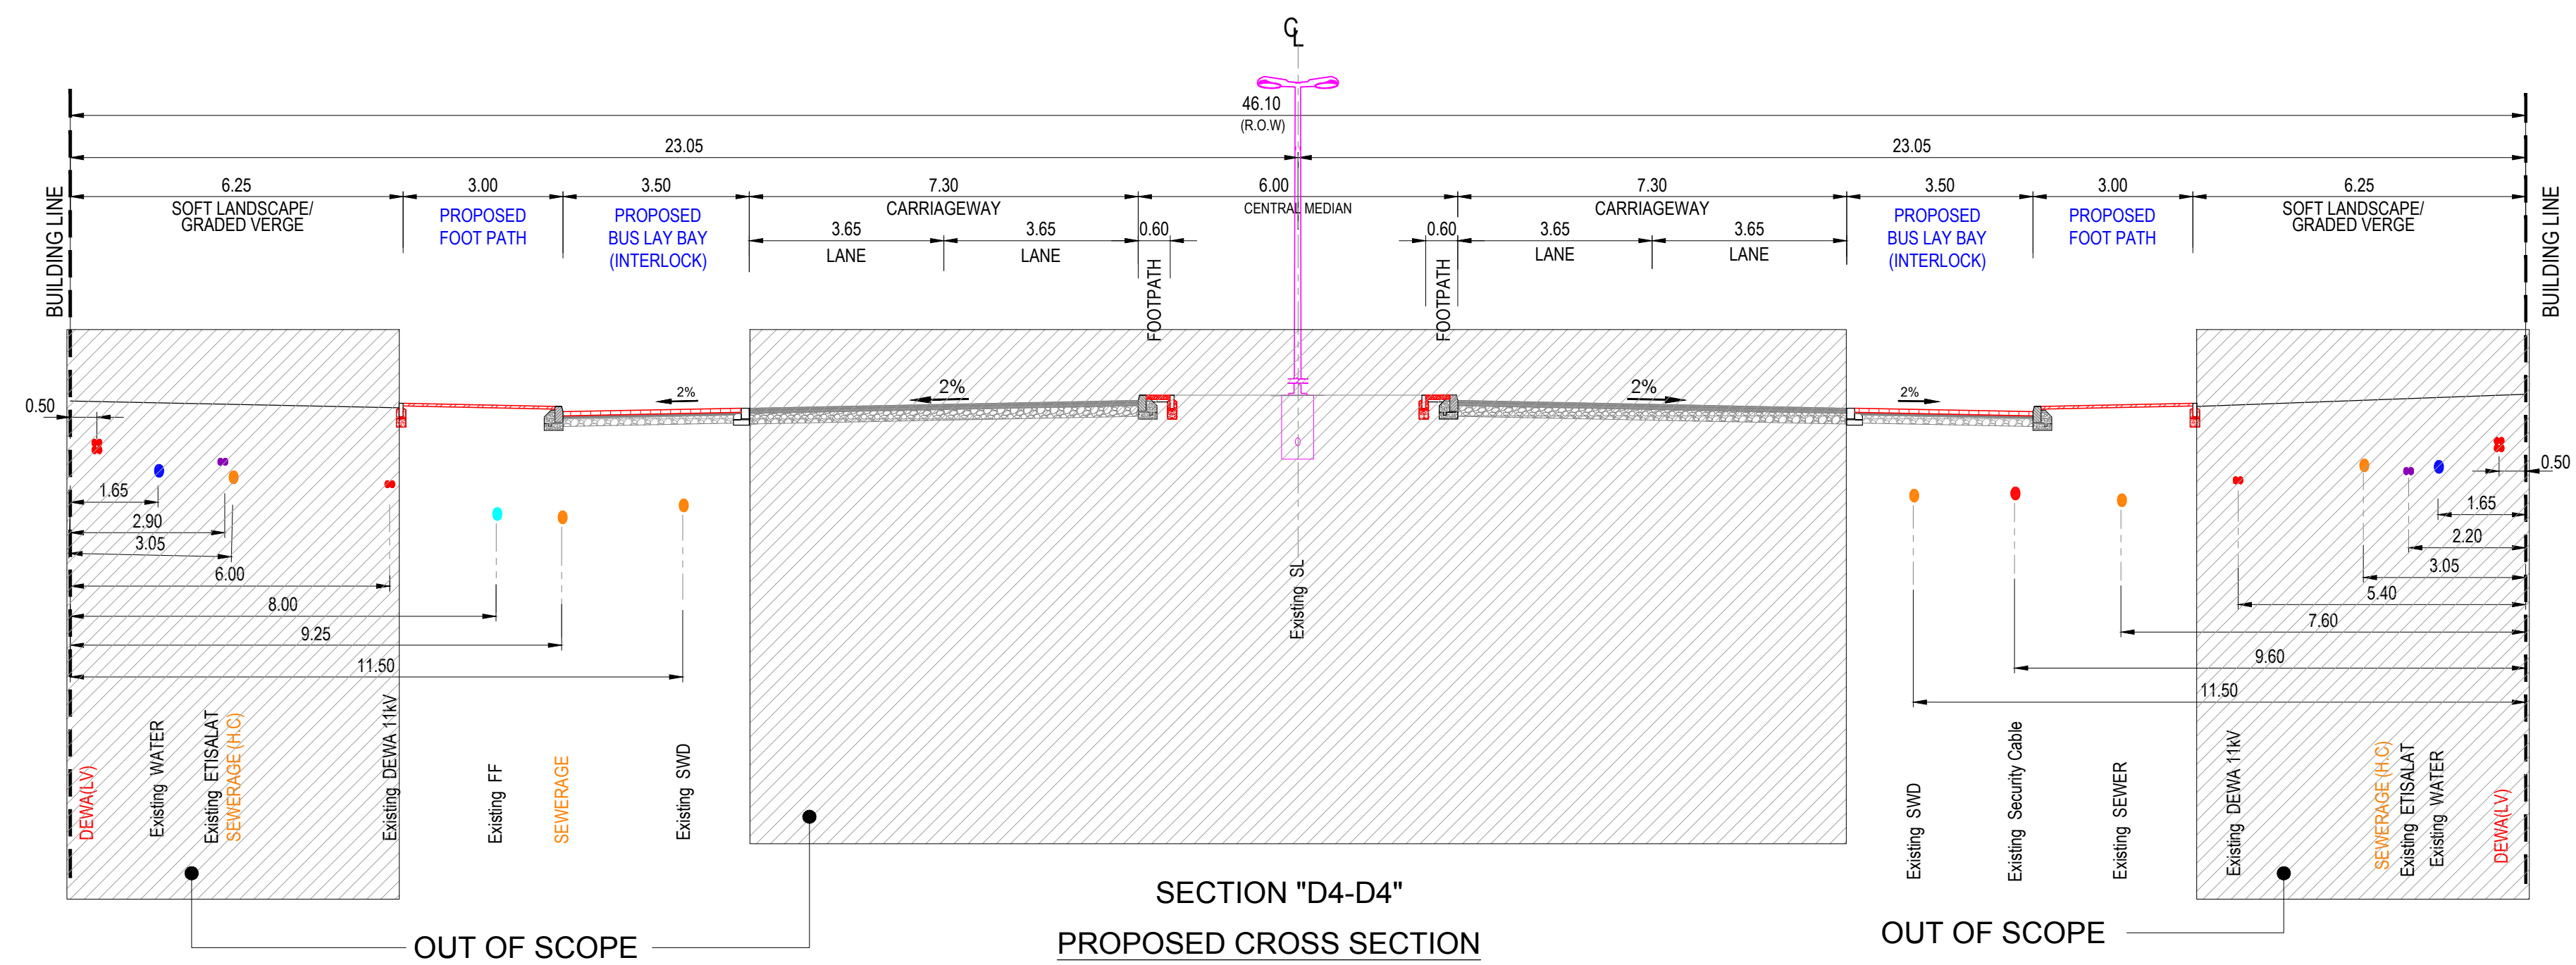 CL
46.10
(R.O.W)
23.05
23.05
6.25
3.00
3.50
7.30
6.00
7.30
3.50
3.00
6.25
SOFT LANDSCAPE/
GRADED VERGE
PROPOSED
FOOT PATH
PROPOSED
BUS LAY BAY
(INTERLOCK)
CARRIAGEWAY
CENTRAL MEDIAN
CARRIAGEWAY
PROPOSED
BUS LAY BAY
(INTERLOCK)
PROPOSED
FOOT PATH
SOFT LANDSCAPE/
GRADED VERGE
3.65
LANE
3.65
LANE
0.60
0.60
3.65
LANE
3.65
LANE
BUILDING LINE
FOOTPATH
FOOTPATH
BUILDING LINE
2%
2%
2%
2%
0.50
1.65
2.90
3.05
6.00
8.00
9.25
11.50
0.50
1.65
2.20
3.05
5.40
7.60
9.60
11.50
DEWA(LV)
Existing WATER
Existing ETISALAT
SEWERAGE (H.C)
Existing DEWA 11kV
Existing FF
SEWERAGE
Existing SWD
Existing SL
Existing SWD
Existing Security Cable
Existing SEWER
Existing DEWA 11kV
SEWERAGE (H.C)
Existing ETISALAT
Existing WATER
DEWA(LV)
OUT OF SCOPE
SECTION "D4-D4"
PROPOSED CROSS SECTION
OUT OF SCOPE